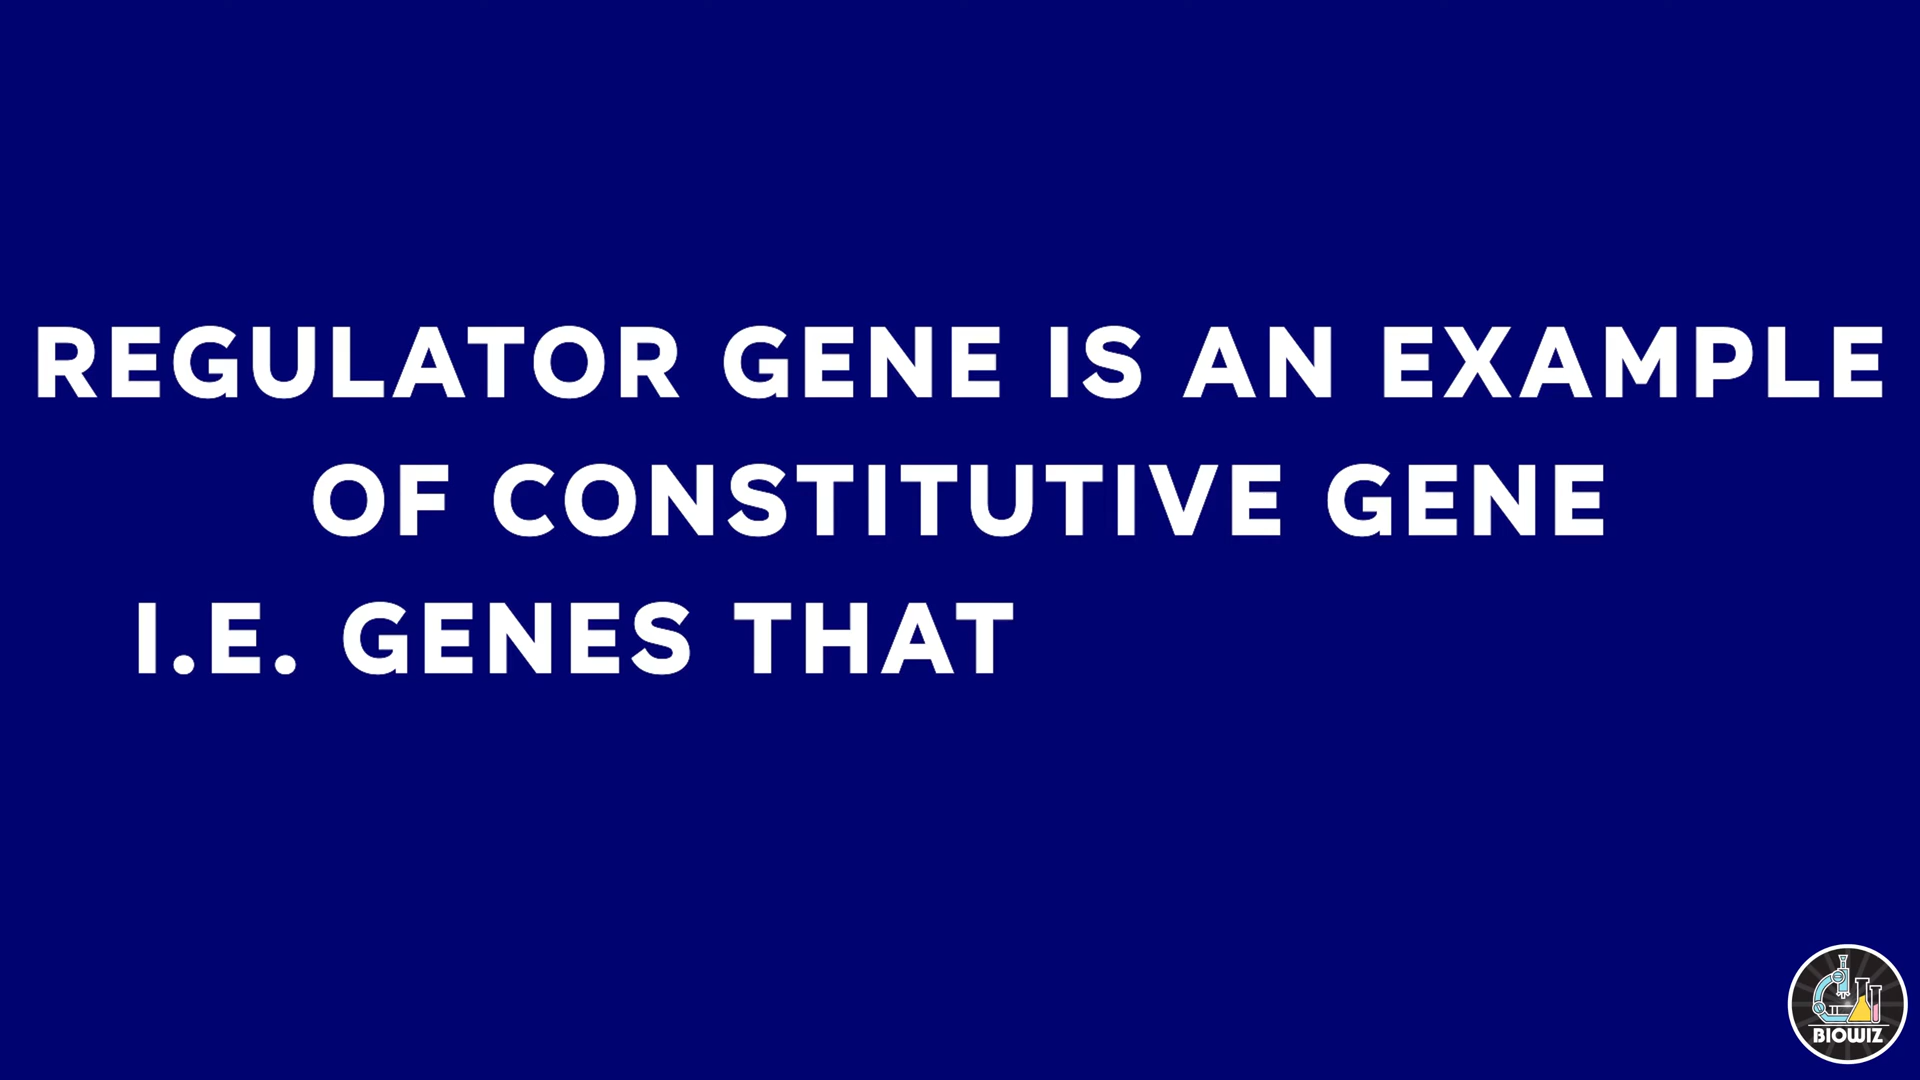 REGULATOR GENE IS AN EXAMPLE
OF CONSTITUTIVE GENE
I.E. GENES THAT
BIOWIZ